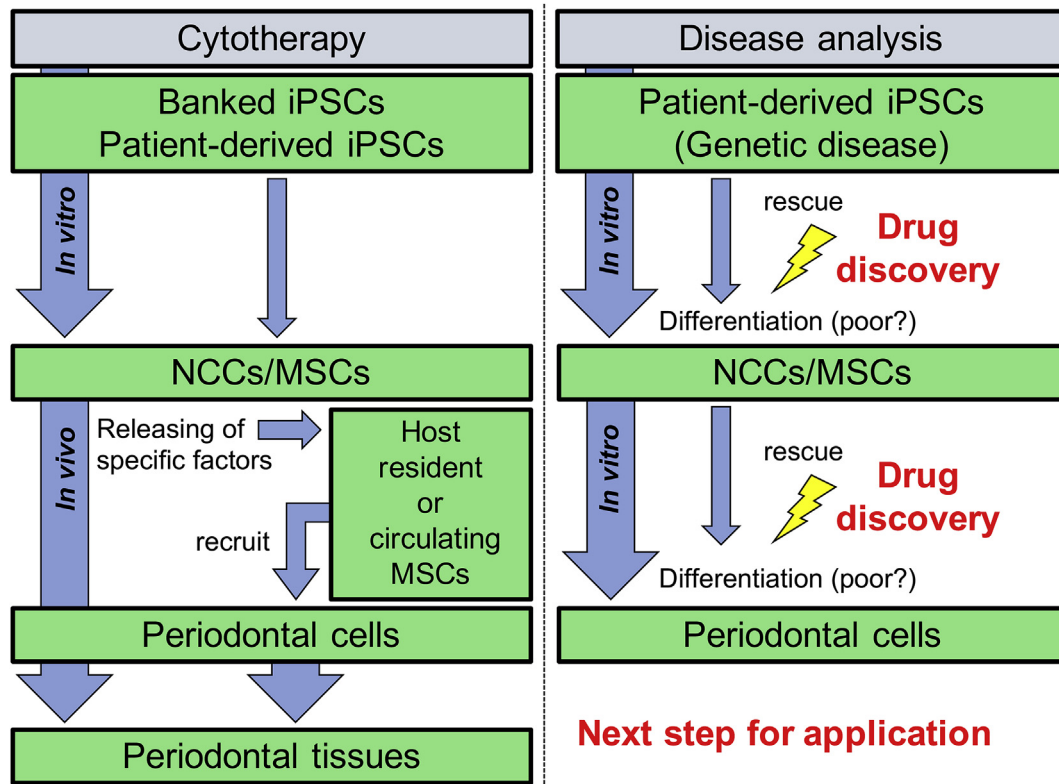 Cytotherapy
Banked iPSCs
Patient-derived iPSCs
In vitro
NCCs/MSCs
In vivo
Releasing of
specific factors
Host
resident
or
circulating
MSCs
recruit
Periodontal cells
Periodontal tissues
Disease analysis
Patient-derived iPSCs
(Genetic disease)
In vitro
rescue
Drug
discovery
Differentiation (poor?)
NCCs/MSCs
In vitro
rescue
Drug
discovery
Differentiation (poor?)
Periodontal cells
Next step for application